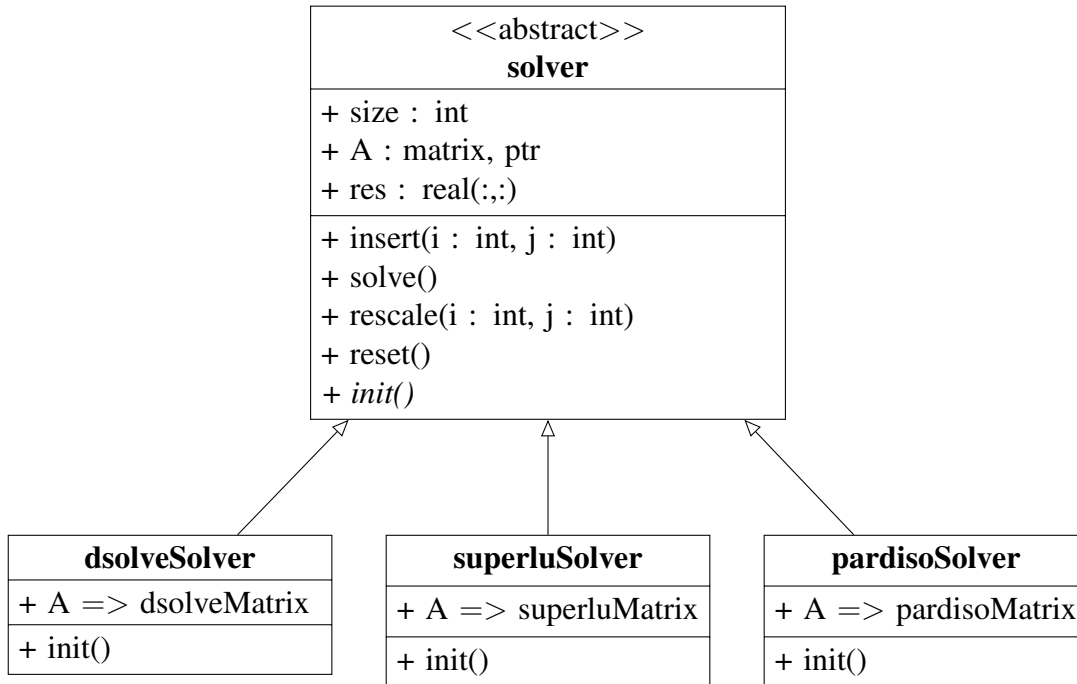 <<abstract>>
solver
+ size : int
+ A : matrix, ptr
+ res : real(:,:)
+ insert(i : int, j : int)
+ solve()
+ rescale(i : int, j : int)
+ reset()
+ init()
dsolveSolver
+ A => dsolveMatrix
+ init()
superluSolver
+ A => superluMatrix
+ init()
pardisoSolver
+ A => pardisoMatrix
+ init()